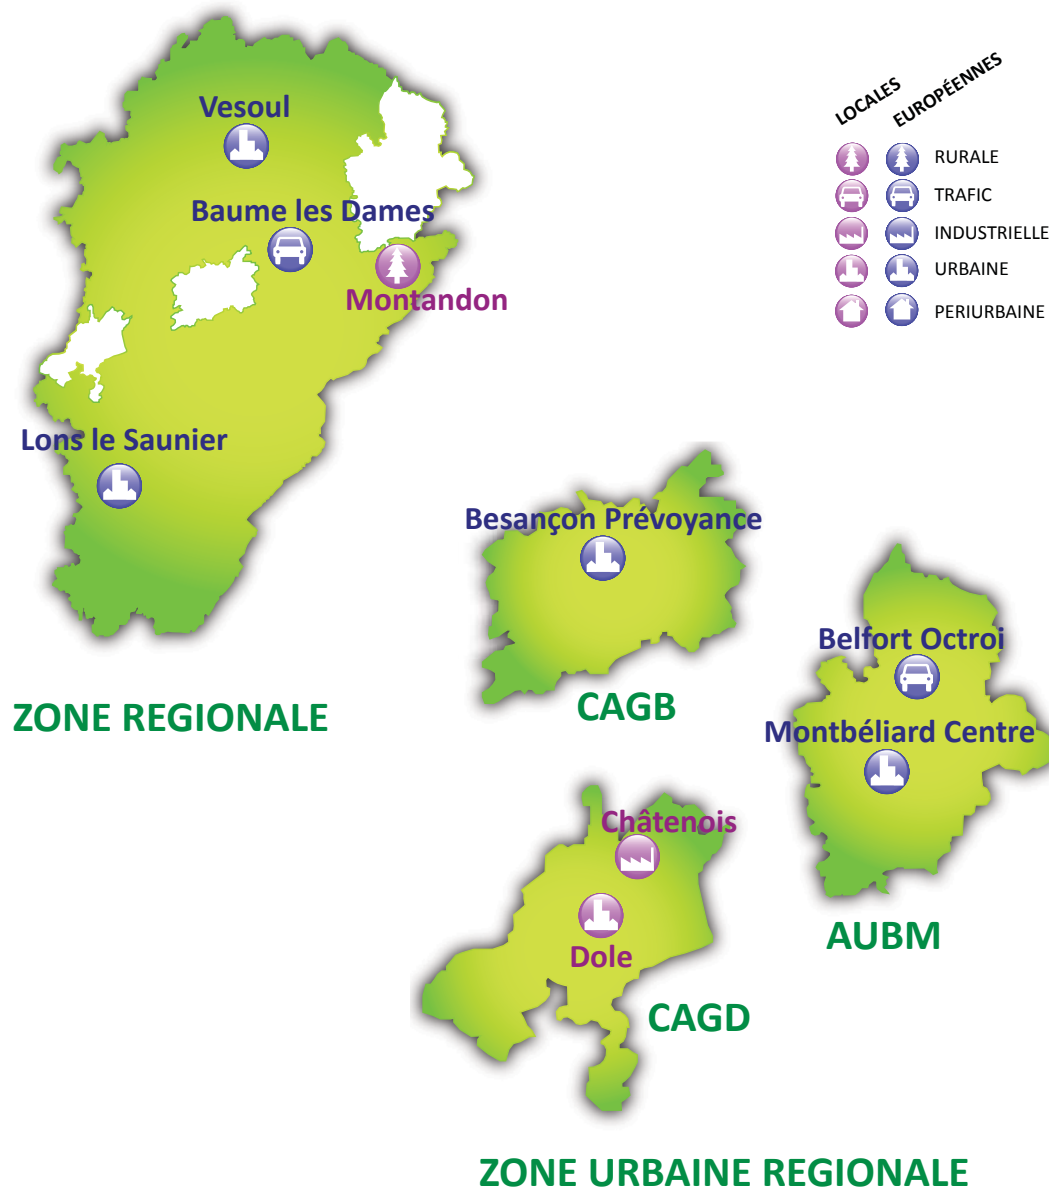 Vesoul
Baume les Dames
Montandon
Lons le Saunier
ZONE REGIONALE
LOCALES
EUROPÉENNES
RURALE
TRAFIC
INDUSTRIELLE
URBAINE
PERIURBAINE
Besançon Prévoyance
CAGB
Belfort Octroi
Montbéliard Centre
AUBM
Châtenois
Dole
CAGD
ZONE URBAINE REGIONALE